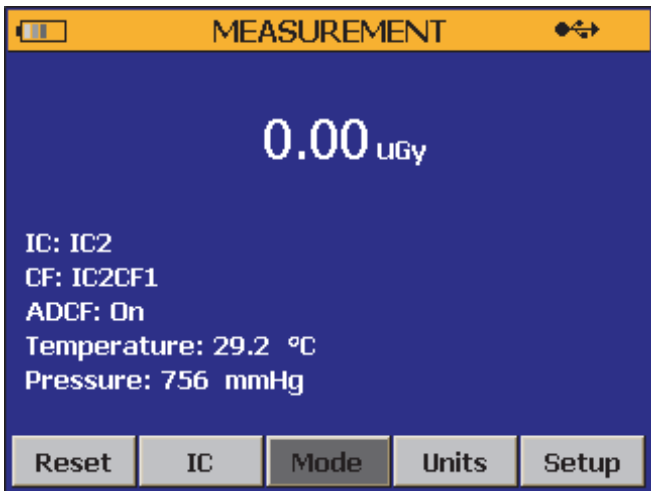 MEASUREMENT
0.00 uGy
IC: IC2
CF: IC2CF1
ADCF: On
Temperature: 29.2 °C
Pressure: 756 mmHg
Reset IC Mode Units Setup